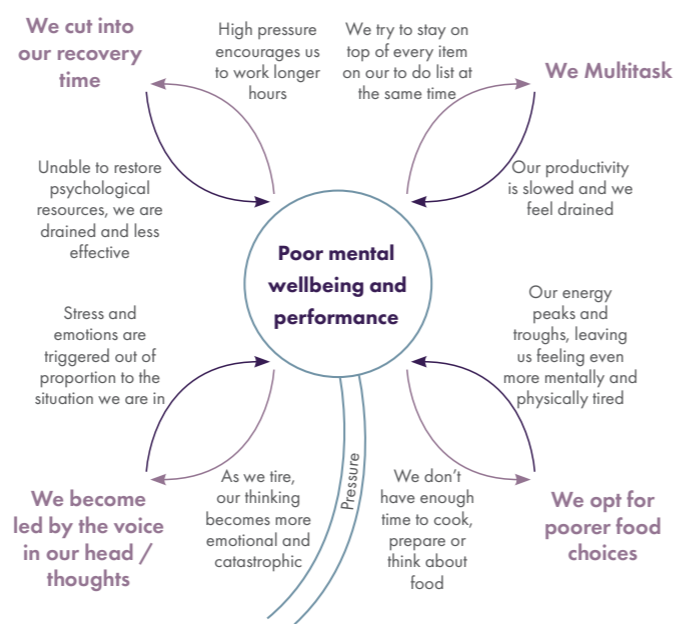 We cut into
our recovery
time
High pressure
encourages us
to work longer
hours
We try to stay on
top of every item
on our to do list at
the same time
We Multitask
Unable to restore
psychological
resources, we are
drained and less
effective
Our productivity
is slowed and we
feel drained
Poor mental
wellbeing and
performance
Stress and
emotions are
triggered out of
proportion to the
situation we are in
Our energy
peaks and
troughs, leaving
us feeling even
more mentally and
physically tired
We become
led by the voice
in our head /
thoughts
As we tire,
our thinking
becomes more
emotional and
catastrophic
Pressure
We don’t
have enough
time to cook,
prepare or
think about
food
We opt for
poorer food
choices